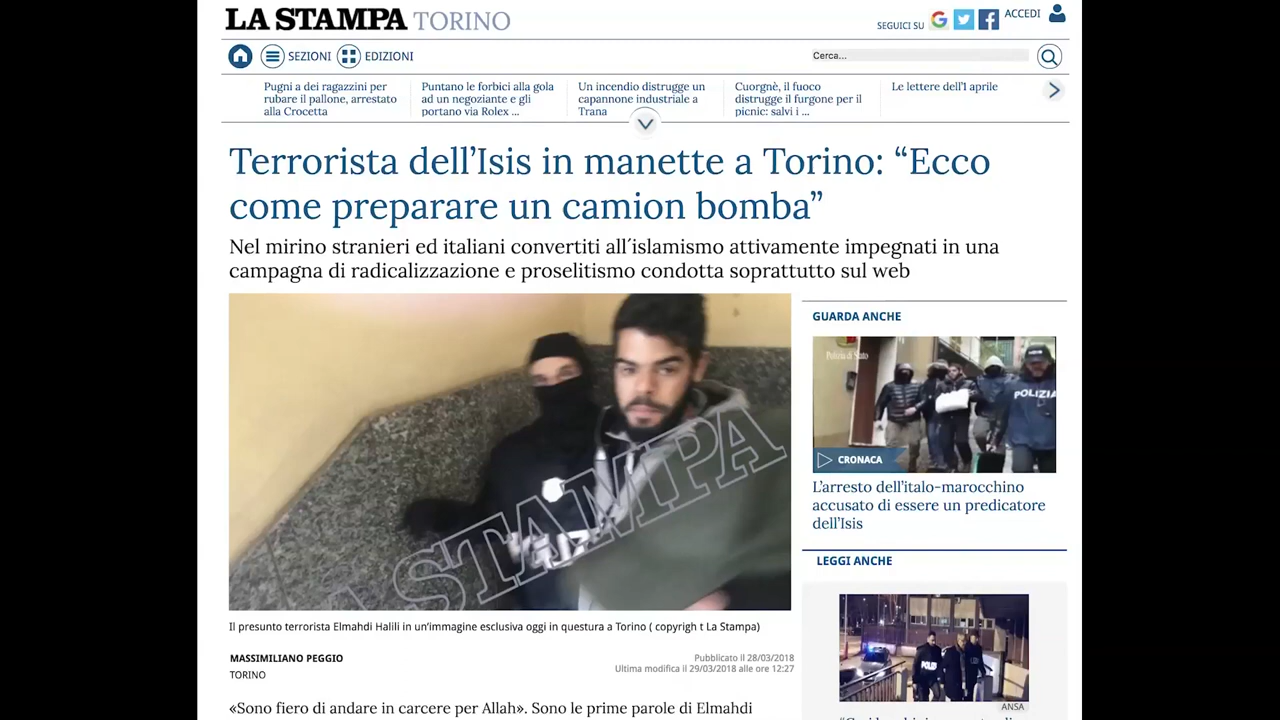 LA STAMPA TORINO
SEGUICI SU
ACCEDI
SEZIONI
EDIZIONI
Cerca...
Pugni a dei ragazzini per
rubare il pallone, arrestato
alla Crocetta
Puntano le forbici alla gola
ad un negoziante e gli
portano via Rolex ...
Un incendio distrugge un
capannone industriale a
Trana
Cuorgnè, il fuoco
distrugge il furgone per il
picnic: salvi i ...
Le lettere dell'1 aprile
Terrorista dell'Isis in manette a Torino: “Ecco
come preparare un camion bomba”
Nel mirino stranieri ed italiani convertiti all´islamismo attivamente impegnati in una
campagna di radicalizzazione e proselitismo condotta soprattutto sul web
LA STAMPA
Il presunto terrorista Elmahdi Halili in un'immagine esclusiva oggi in questura a Torino ( copyrigh t La Stampa)
MASSIMILIANO PEGGIO
TORINO
Pubblicato il 28/03/2018
Ultima modifica il 29/03/2018 alle ore 12:27
«Sono fiero di andare in carcere per Allah». Sono le prime parole di Elmahdi
GUARDA ANCHE
Polizia di Stato
POLIZIA
CRONACA
L'arresto dell'italo-marocchino
accusato di essere un predicatore
dell'Isis
LEGGI ANCHE
ANSA